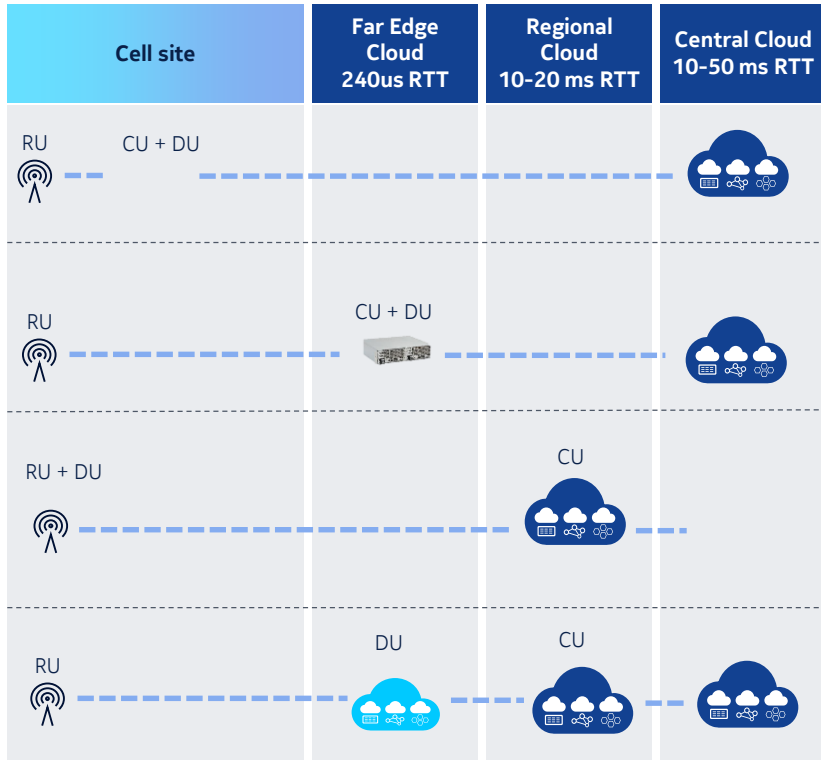 Cell site
Far Edge
Cloud
240us RTT
Regional
Cloud
10-20 ms RTT
Central Cloud
10-50 ms RTT
RU
CU + DU
RU
CU + DU
RU + DU
CU
RU
DU
CU